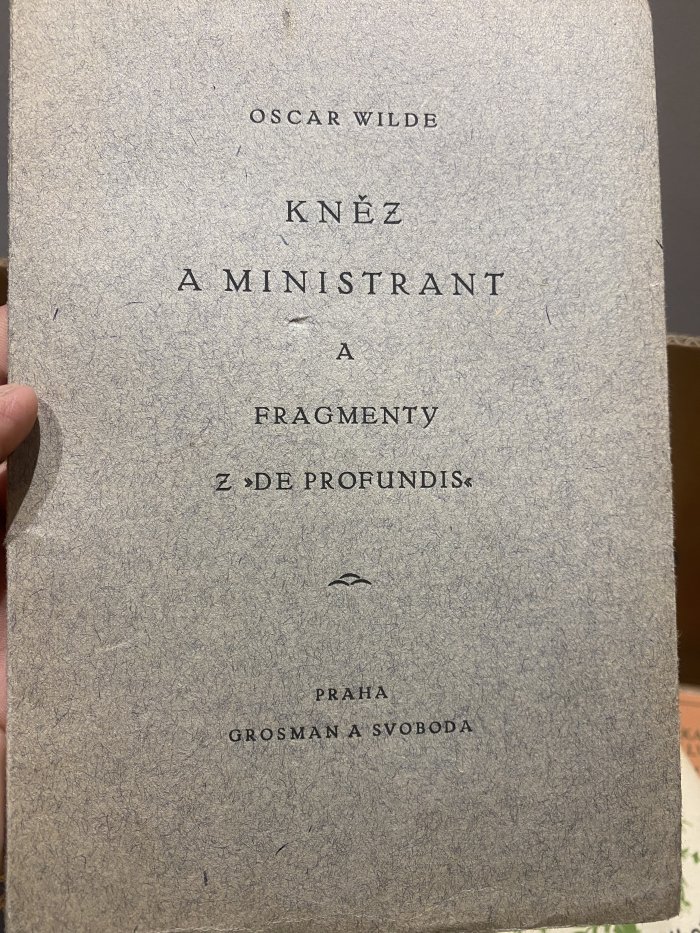 OSCAR WILDE
KNĚZ
A MINISTRANT
A
FRAGMENTY
Z »DE PROFUNDIS«
PRAHA
GROSMAN A SVOBODA